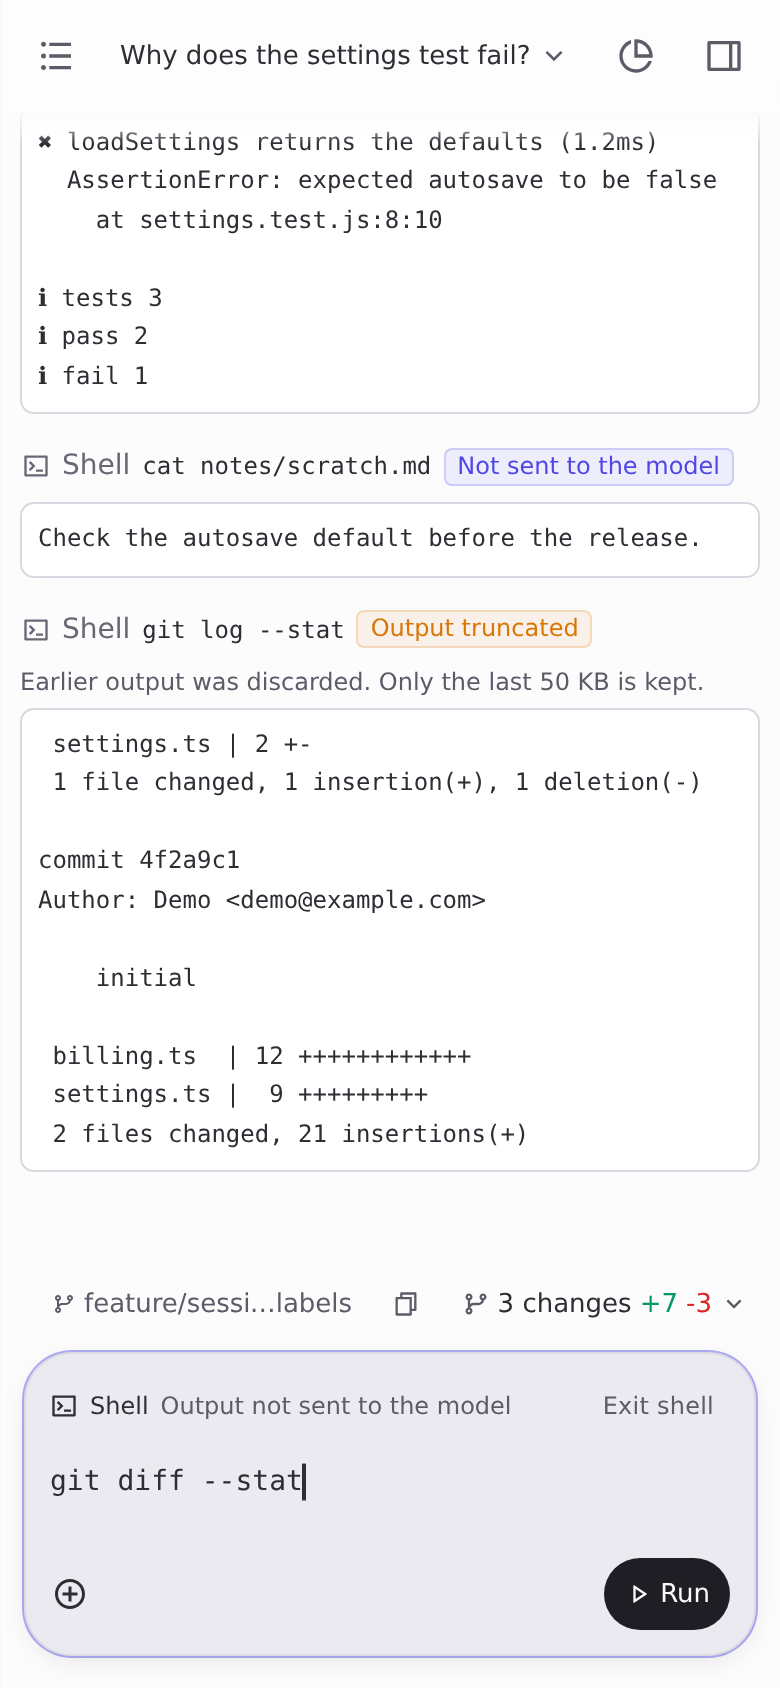 Why does the settings test fail?
✖ loadSettings returns the defaults (1.2ms)
AssertionError: expected autosave to be false
at settings.test.js:8:10
ℹ tests 3
ℹ pass 2
ℹ fail 1
Shell cat notes/scratch.md Not sent to the model
Check the autosave default before the release.
Shell git log --stat Output truncated
Earlier output was discarded. Only the last 50 KB is kept.
settings.ts | 2 +-
1 file changed, 1 insertion(+), 1 deletion(-)
commit 4f2a9c1
Author: Demo <demo@example.com>
initial
billing.ts  | 12 ++++++++++++
settings.ts |  9 +++++++++
2 files changed, 21 insertions(+)
feature/sessi...labels 3 changes +7 -3
Shell Output not sent to the model Exit shell
git diff --stat
Run